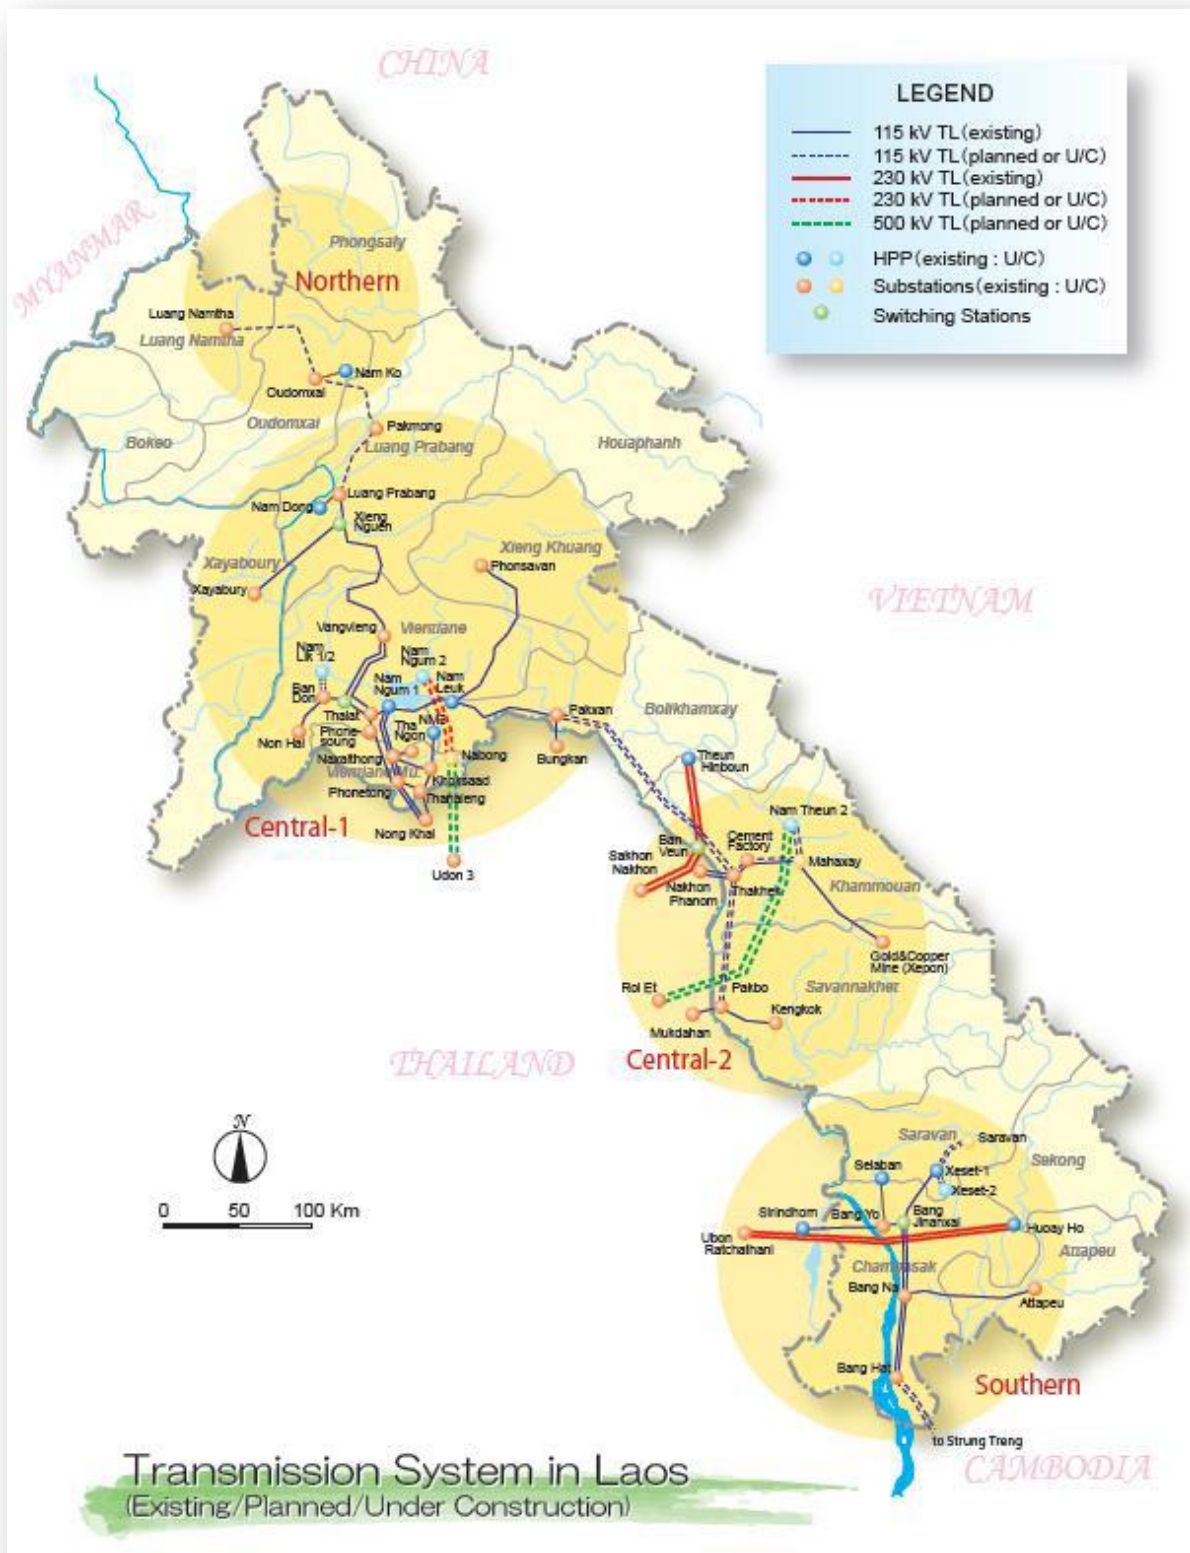 CHINA
LEGEND
115 kV TL(existing)
115 kV TL(planned or U/C)
230 kV TL(existing)
230 kV TL(planned or U/C)
500 kV TL(planned or U/C)
HPP(existing : U/C)
Substations(existing : U/C)
Switching Stations
MYANMAR
Phongsaly
Northern
Luang Namtha
Luang Namtha
Nam Ko
Oudomxai
Oudomxai
Pakmong
Bokeo
Luang Prabang
Houaphanh
Luang Prabang
Nam Dong
Xieng
Nguen
Xieng Khuang
Xayaboury
Phonsavan
Xayabury
VIETNAM
Vangvieng
Vientiane
Nam
Lik 1/2
Nam
Ngum 2
Nam
Ngum 1
Nam
Leuk
Ban
Don
Thalat
Pakxan
Bolikhamxay
Non Hai
Phone-
soung
Tha
Ngon
NM3
Naxaithong
Nabong
Bungkan
Theun
Hinboun
Khoksaad
Phonetong
Thanaleng
Central-1
Nong Khai
Udon 3
Nam Theun 2
Cement
Factory
Ban
Veun
Sakhon
Nakhon
Mahaxay
Nakhon
Phanom
Thakhek
Khammouan
Gold&Copper
Mine (Xepon)
Roi Et
Pakbo
Savannakhet
Mukdahan
Kengkok
Central-2
THAILAND
N
0 50 100 Km
Saravan
Saravan
Sekong
Selaban
Xeset-1
Xeset-2
Sirindhorn
Bang Yo
Bang
Jinanxai
Huoay Ho
Ubon
Ratchathani
Attapeu
Champasak
Bang Na
Attapeu
Bang Hat
Southern
to Strung Treng
CAMBODIA
Transmission System in Laos
(Existing/Planned/Under Construction)